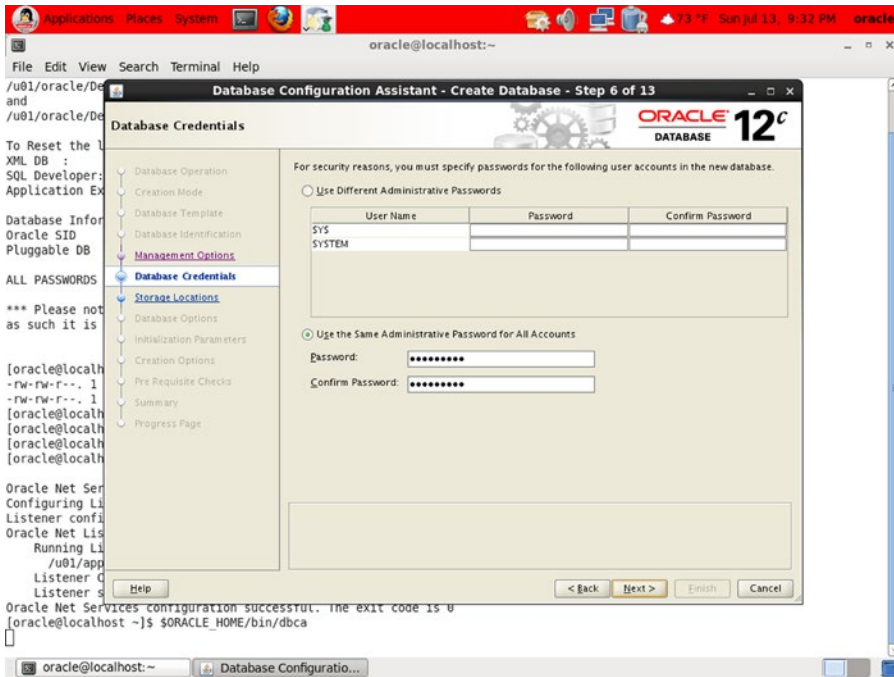 Applications Places System
73 °F Sun Jul 13, 9:32 PM oracle
oracle@localhost:~
File Edit View Search Terminal Help
/u01/oracle/De
and
/u01/oracle/De
To Reset the l
XML DB :
SQL Developer:
Application Ex
Database Infor
Oracle SID
Pluggable DB
ALL PASSWORDS
*** Please not
as such it is
[oracle@localh
-rw-rw-r--. 1
-rw-rw-r--. 1
[oracle@localh
[oracle@localh
[oracle@localh
[oracle@localh
Oracle Net Ser
Configuring Li
Listener confi
Oracle Net Lis
Running Li
/u01/app
Listener C
Listener s
Oracle Net Services configuration successful. The exit code is 0
[oracle@localhost ~]$ $ORACLE_HOME/bin/dbca
Database Configuration Assistant - Create Database - Step 6 of 13
Database Credentials
ORACLE DATABASE 12c
Database Operation
Creation Mode
Database Template
Database Identification
Management Options
Database Credentials
Storage Locations
Database Options
Initialization Parameters
Creation Options
Pre Requisite Checks
Summary
Progress Page
For security reasons, you must specify passwords for the following user accounts in the new database.
Use Different Administrative Passwords
User Name Password Confirm Password
SYS
SYSTEM
Use the Same Administrative Password for All Accounts
Password: •••••••••
Confirm Password: •••••••••
Help < Back Next > Finish Cancel
oracle@localhost:~ Database Configuratio...